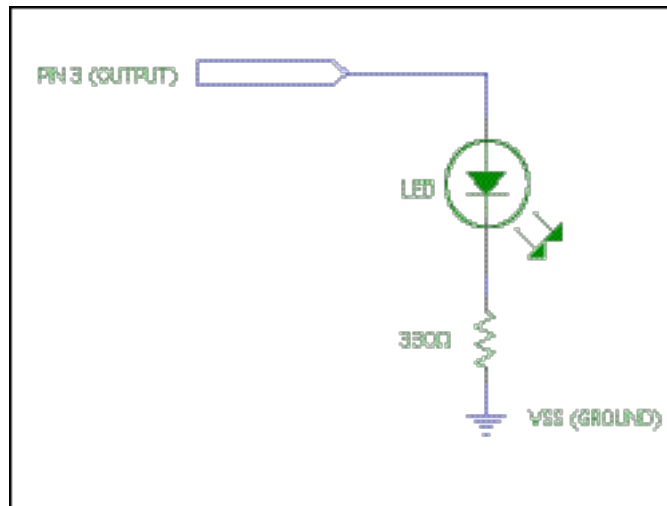 PIN 3 (OUTPUT)
LED
330Ω
VSS (GROUND)